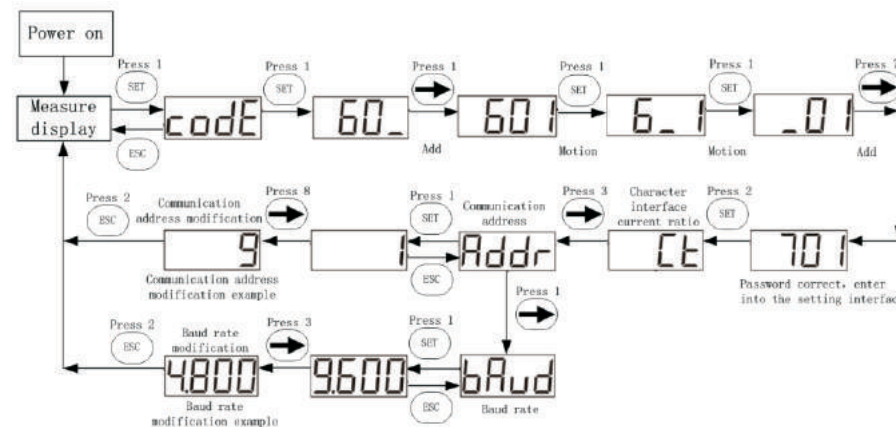 Power on
Press 1
SET
Press 1
SET
Press 1
Press 1
SET
Press 1
SET
Press 7
Measure
display
ESC
codE
60_
601
6_1
_01
Add
Motion
Motion
Add
Press 2
ESC
Communication
address modification
Press 8
Press 1
SET
Communication
address
Press 3
Character
interface
current ratio
Press 2
SET
9
1
Addr
Ct
701
Communication address
modification example
ESC
Password correct, enter
into the setting interfac
Press 1
Press 2
ESC
Baud rate
modification
Press 3
Press 1
SET
4.800
9.600
bAud
Baud rate
modification example
ESC
Baud rate